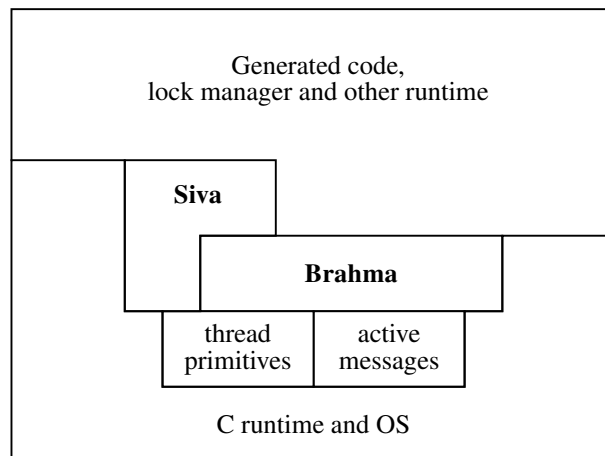 Generated code,
lock manager and other runtime
Siva
Brahma
thread
primitives
active
messages
C runtime and OS